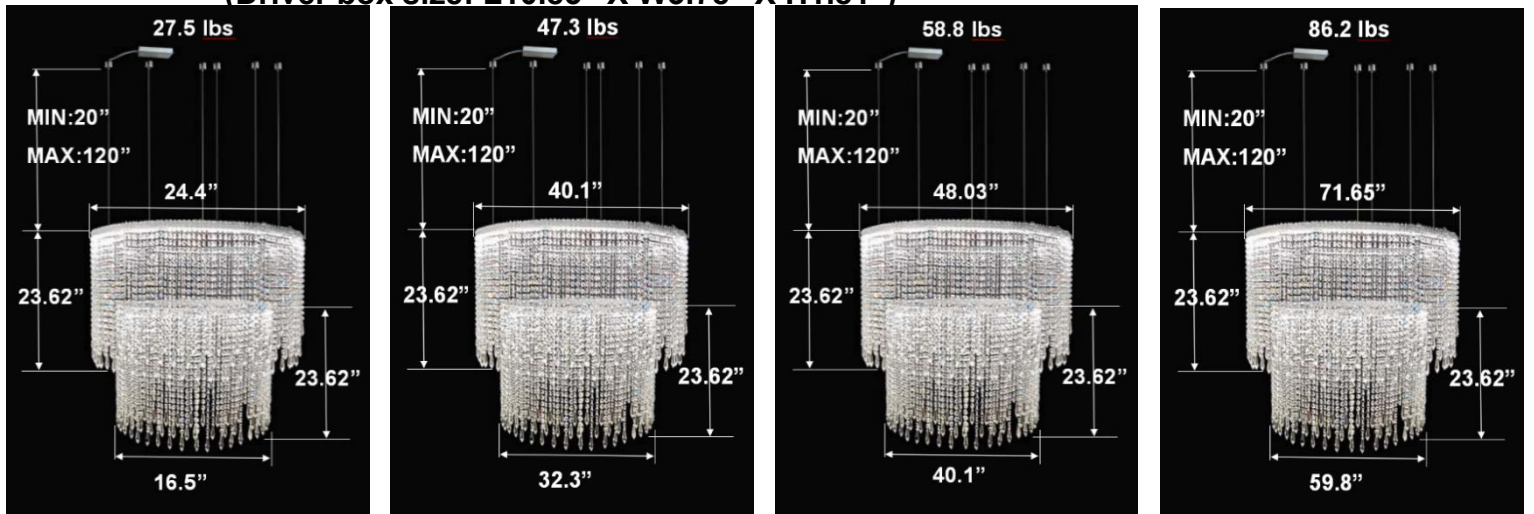 27.5 lbs
MIN:20”
MAX:120”
24.4”
23.62”
23.62”
16.5”
47.3 lbs
MIN:20”
MAX:120”
40.1”
23.62”
23.62”
32.3”
58.8 lbs
MIN:20”
MAX:120”
48.03”
23.62”
23.62”
40.1”
86.2 lbs
MIN:20”
MAX:120”
71.65”
23.62”
23.62”
59.8”